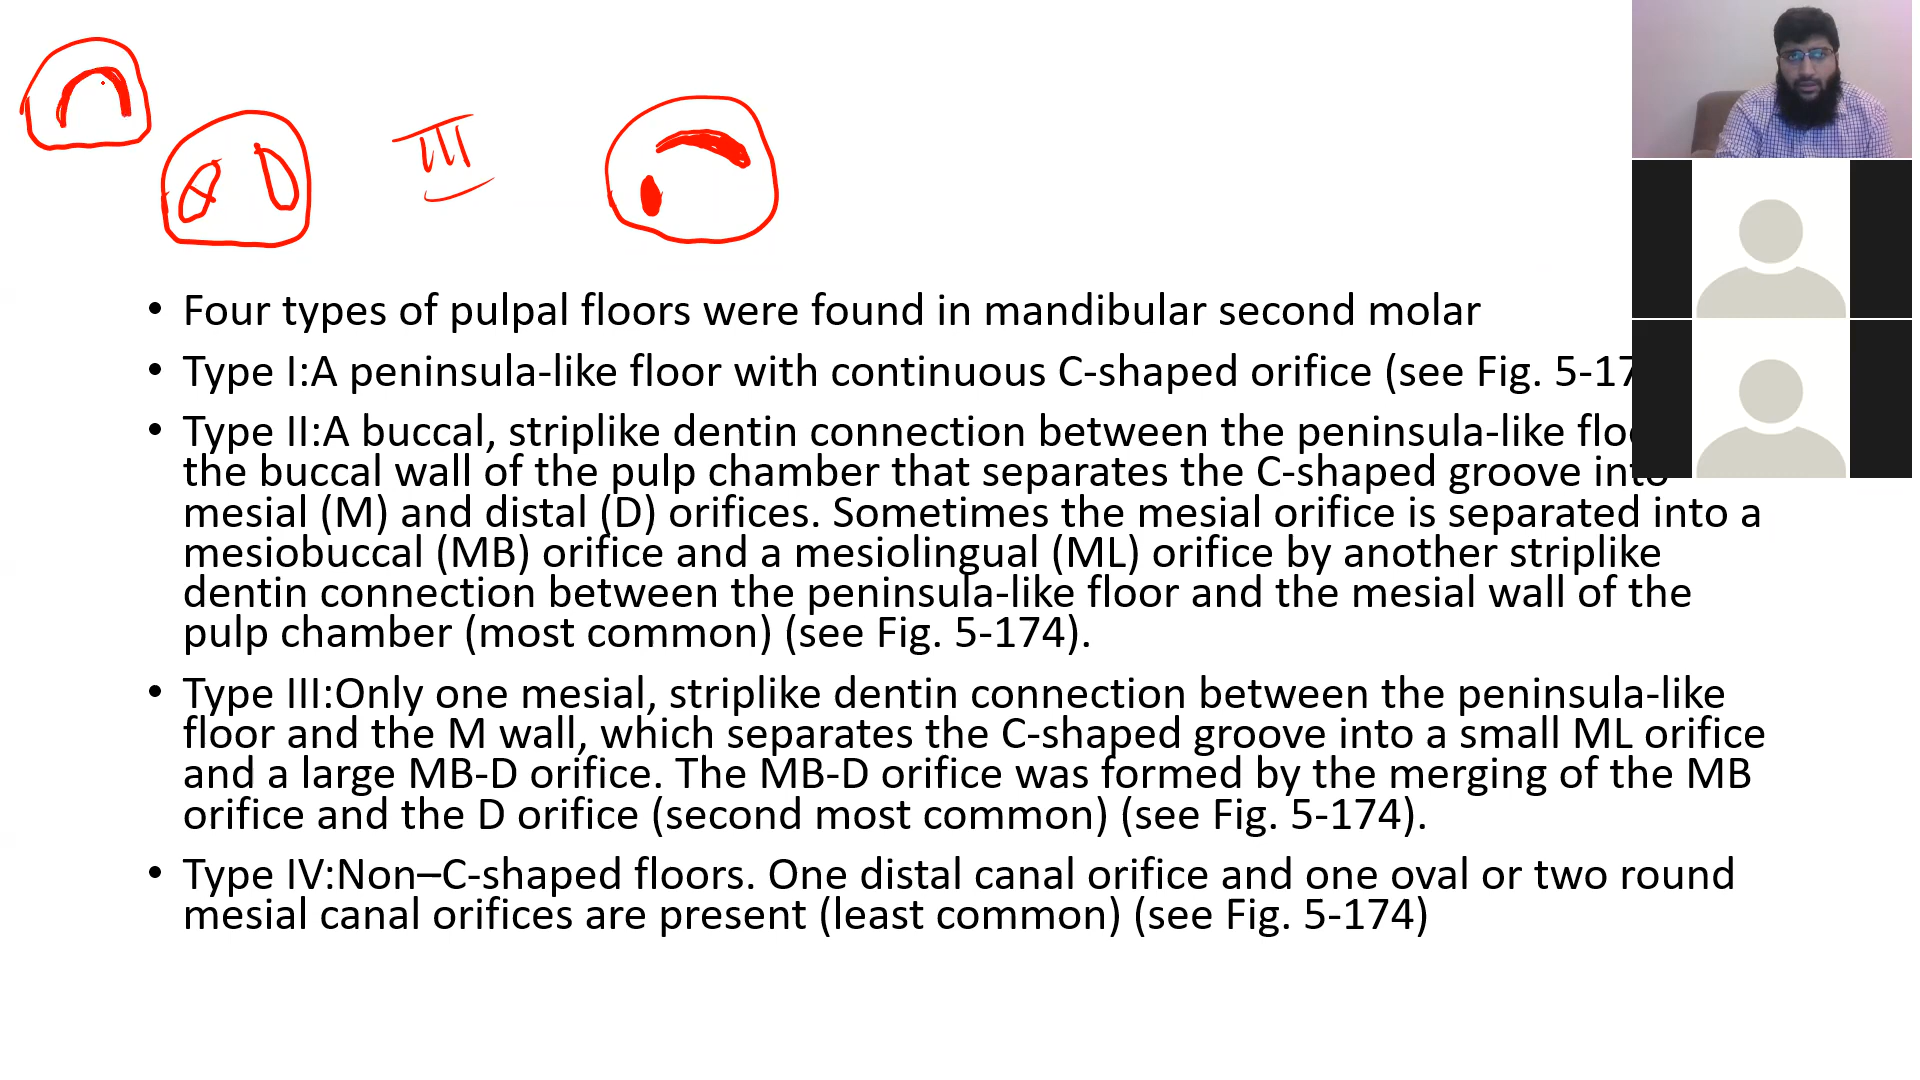 III
• Four types of pulpal floors were found in mandibular second molar
• Type I:A peninsula-like floor with continuous C-shaped orifice (see Fig. 5-17
• Type II:A buccal, striplike dentin connection between the peninsula-like
the buccal wall of the pulp chamber that separates the C-shaped groove into
mesial (M) and distal (D) orifices. Sometimes the mesial orifice is separated into a
mesiobuccal (MB) orifice and a mesiolingual (ML) orifice by another striplike
dentin connection between the peninsula-like floor and the mesial wall of the
pulp chamber (most common) (see Fig. 5-174).
• Type III:Only one mesial, striplike dentin connection between the peninsula-like
floor and the M wall, which separates the C-shaped groove into a small ML orifice
and a large MB-D orifice. The MB-D orifice was formed by the merging of the MB
orifice and the D orifice (second most common) (see Fig. 5-174).
• Type IV:Non–C-shaped floors. One distal canal orifice and one oval or two round
mesial canal orifices are present (least common) (see Fig. 5-174)